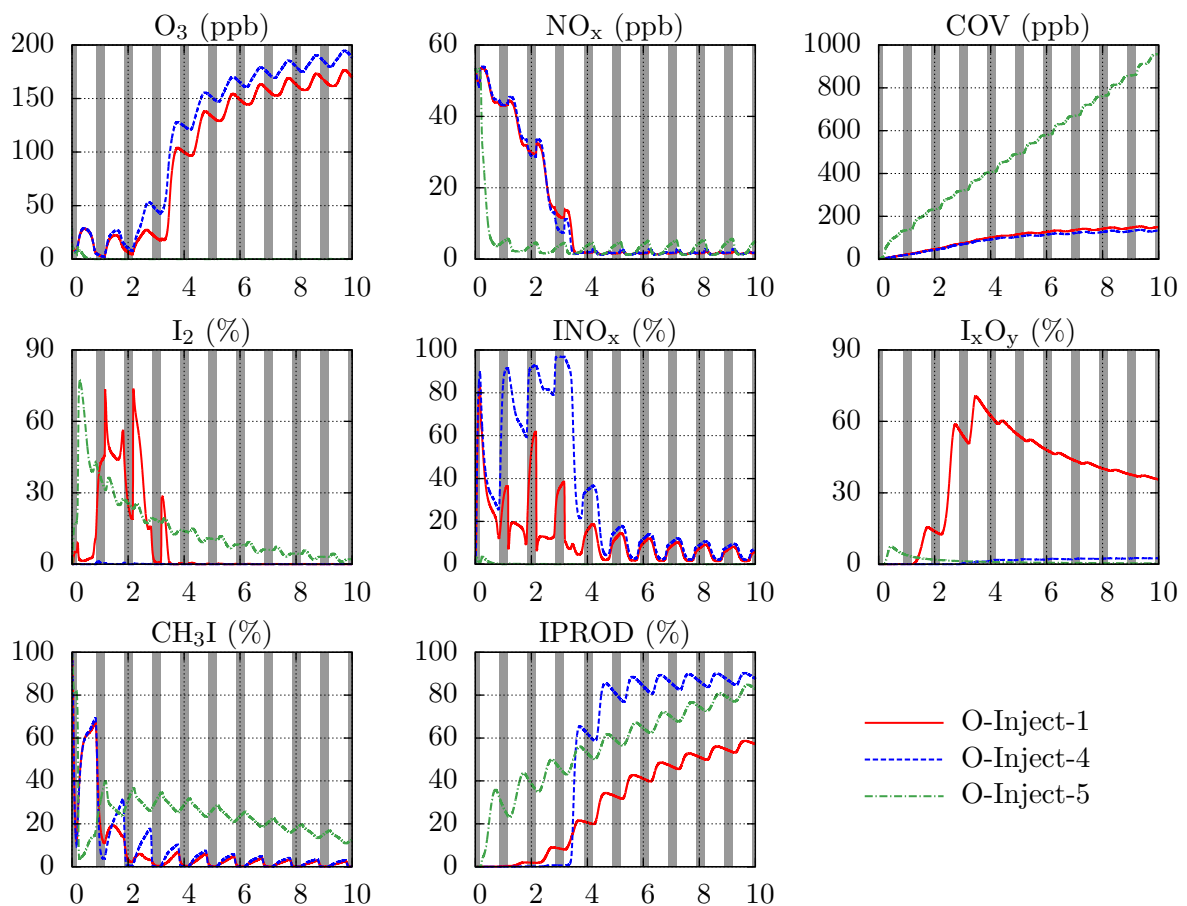 O₃ (ppb)
NOₓ (ppb)
COV (ppb)
200
150
100
50
0
0 2 4 6 8 10
60
40
20
0
0 2 4 6 8 10
1000
800
600
400
200
0
0 2 4 6 8 10
I₂ (%)
INOₓ (%)
IₓOᵧ (%)
90
60
30
0
0 2 4 6 8 10
100
80
60
40
20
0
0 2 4 6 8 10
90
60
30
0
0 2 4 6 8 10
CH₃I (%)
IPROD (%)
100
80
60
40
20
0
0 2 4 6 8 10
100
80
60
40
20
0
0 2 4 6 8 10
O-Inject-1
O-Inject-4
O-Inject-5